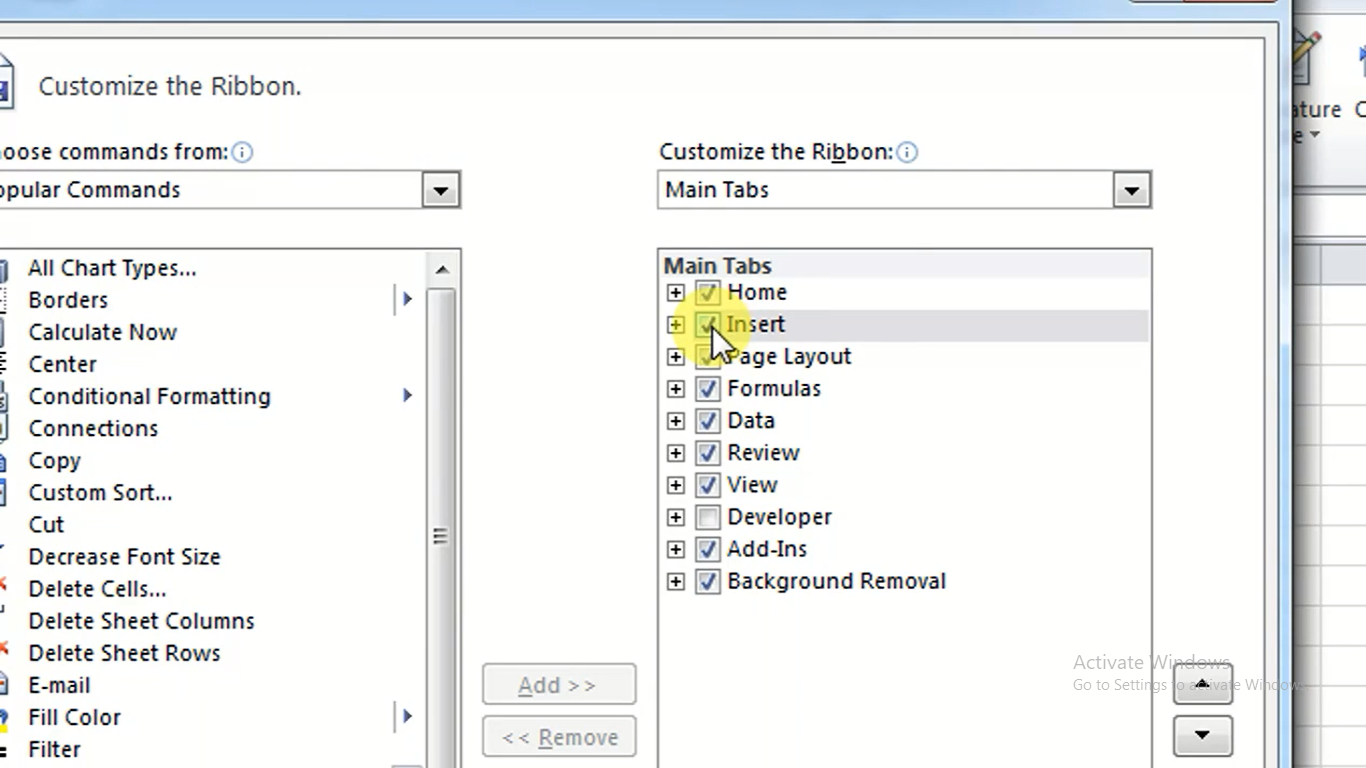 Customize the Ribbon.
oose commands from:
Customize the Ribbon:
opular Commands
Main Tabs
All Chart Types...
Borders
Calculate Now
Center
Conditional Formatting
Connections
Copy
Custom Sort...
Cut
Decrease Font Size
Delete Cells...
Delete Sheet Columns
Delete Sheet Rows
E-mail
Fill Color
Filter
Add >>
<< Remove
Main Tabs
Home
Insert
Page Layout
Formulas
Data
Review
View
Developer
Add-Ins
Background Removal
ature
e
Activate Windows
Go to Settings to activate Window